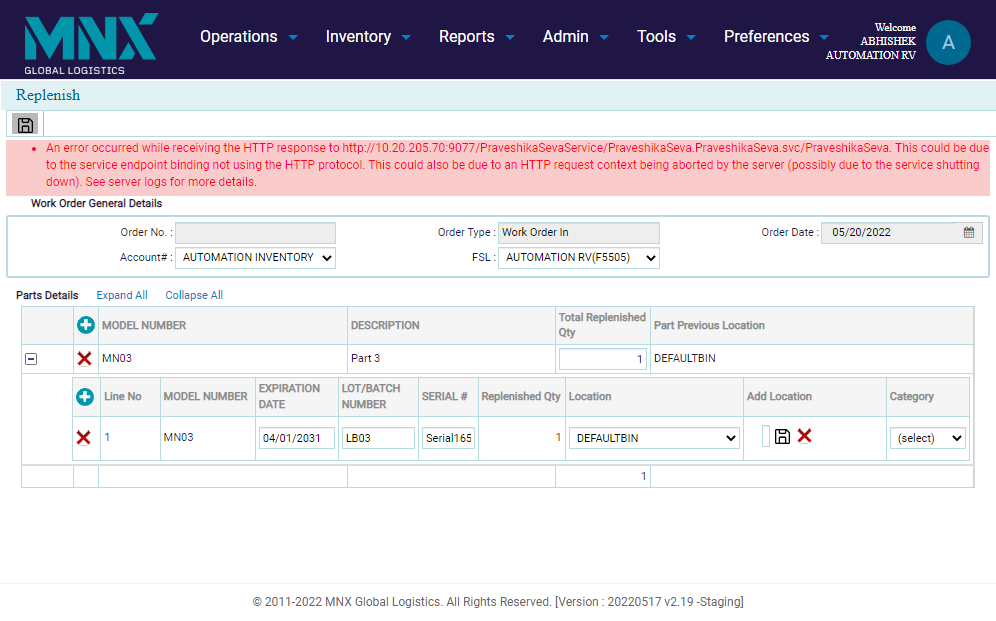 MNX
GLOBAL LOGISTICS
Operations
Inventory
Reports
Admin
Tools
Preferences
Welcome
ABHISHEK
AUTOMATION RV
A
Replenish
An error occurred while receiving the HTTP response to http://10.20.205.70:9077/PraveshikaSevaService/PraveshikaSeva.PraveshikaSeva.svc/PraveshikaSeva. This could be due
to the service endpoint binding not using the HTTP protocol. This could also be due to an HTTP request context being aborted by the server (possibly due to the service shutting
down). See server logs for more details.
Work Order General Details
Order No. :
Order Type : Work Order In
Order Date : 05/20/2022
Account# : AUTOMATION INVENTORY
FSL : AUTOMATION RV(F5505)
Parts Details Expand All Collapse All
MODEL NUMBER DESCRIPTION Total Replenished Qty Part Previous Location
MN03 Part 3 1 DEFAULTBIN
Line No MODEL NUMBER EXPIRATION DATE LOT/BATCH NUMBER SERIAL # Replenished Qty Location Add Location Category
1 MN03 04/01/2031 LB03 Serial165 1 DEFAULTBIN (select)
1
© 2011-2022 MNX Global Logistics. All Rights Reserved. [Version : 20220517 v2.19 -Staging]